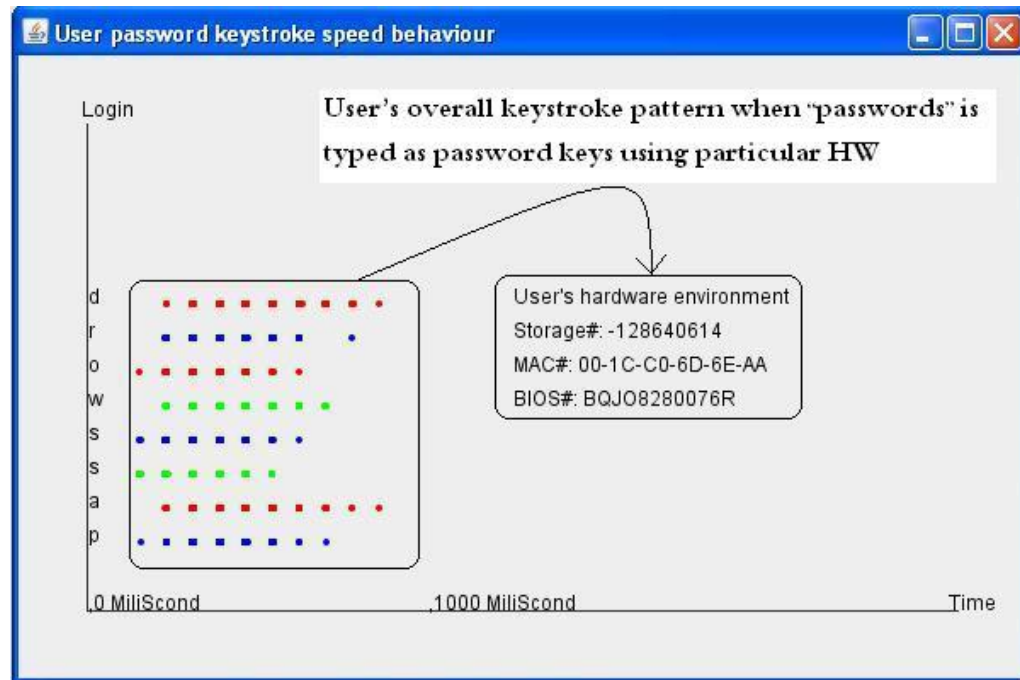 User password keystroke speed behaviour
Login
User's overall keystroke pattern when “passwords” is
typed as password keys using particular HW
d
r
o
w
s
s
a
p
User's hardware environment
Storage#: -128640614
MAC#: 00-1C-C0-6D-6E-AA
BIOS#: BQJO8280076R
,0 MiliScond
,1000 MiliScond
Time